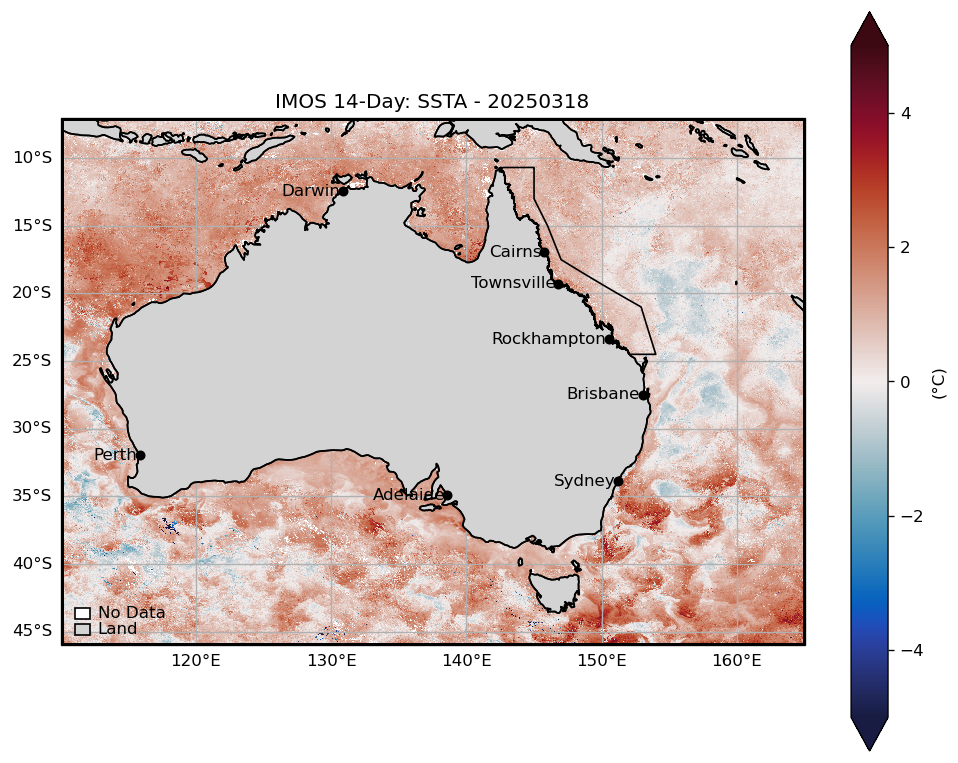 IMOS 14-Day: SSTA - 20250318
10°S
15°S
20°S
25°S
30°S
35°S
40°S
45°S
Darwin
Cairns
Townsville
Rockhampton
Brisbane
Perth
Sydney
Adelaide
No Data
Land
120°E 130°E 140°E 150°E 160°E
4
2
0
−2
−4
(°C)